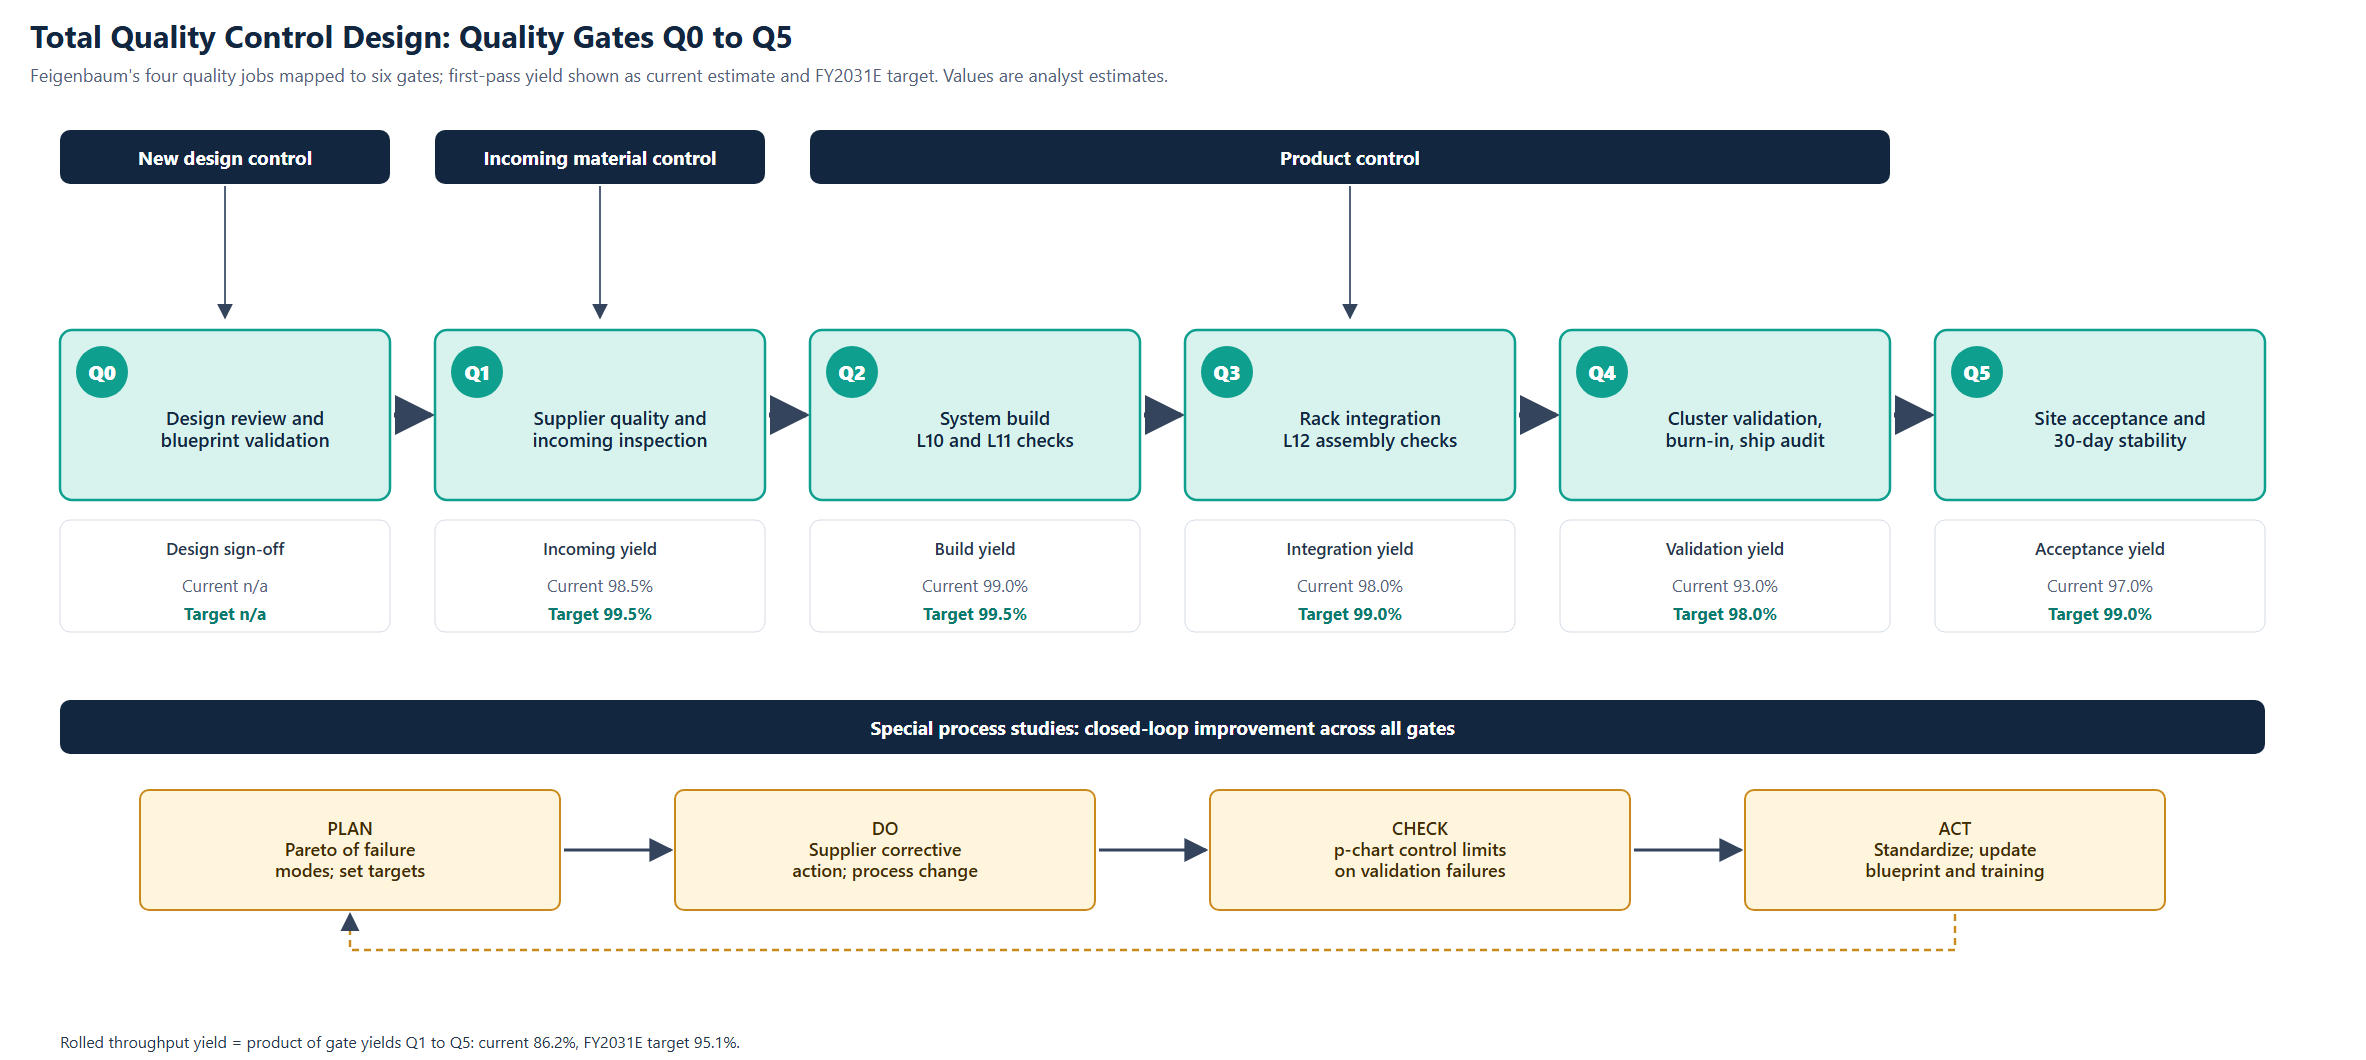 Total Quality Control Design: Quality Gates Q0 to Q5
Feigenbaum's four quality jobs mapped to six gates; first-pass yield shown as current estimate and FY2031E target. Values are analyst estimates.
New design control
Incoming material control
Product control
Q0
Design review and
blueprint validation
Q1
Supplier quality and
incoming inspection
Q2
System build
L10 and L11 checks
Q3
Rack integration
L12 assembly checks
Q4
Cluster validation,
burn-in, ship audit
Q5
Site acceptance and
30-day stability
Design sign-off
Current n/a
Target n/a
Incoming yield
Current 98.5%
Target 99.5%
Build yield
Current 99.0%
Target 99.5%
Integration yield
Current 98.0%
Target 99.0%
Validation yield
Current 93.0%
Target 98.0%
Acceptance yield
Current 97.0%
Target 99.0%
Special process studies: closed-loop improvement across all gates
PLAN
Pareto of failure
modes; set targets
DO
Supplier corrective
action; process change
CHECK
p-chart control limits
on validation failures
ACT
Standardize; update
blueprint and training
Rolled throughput yield = product of gate yields Q1 to Q5: current 86.2%, FY2031E target 95.1%.